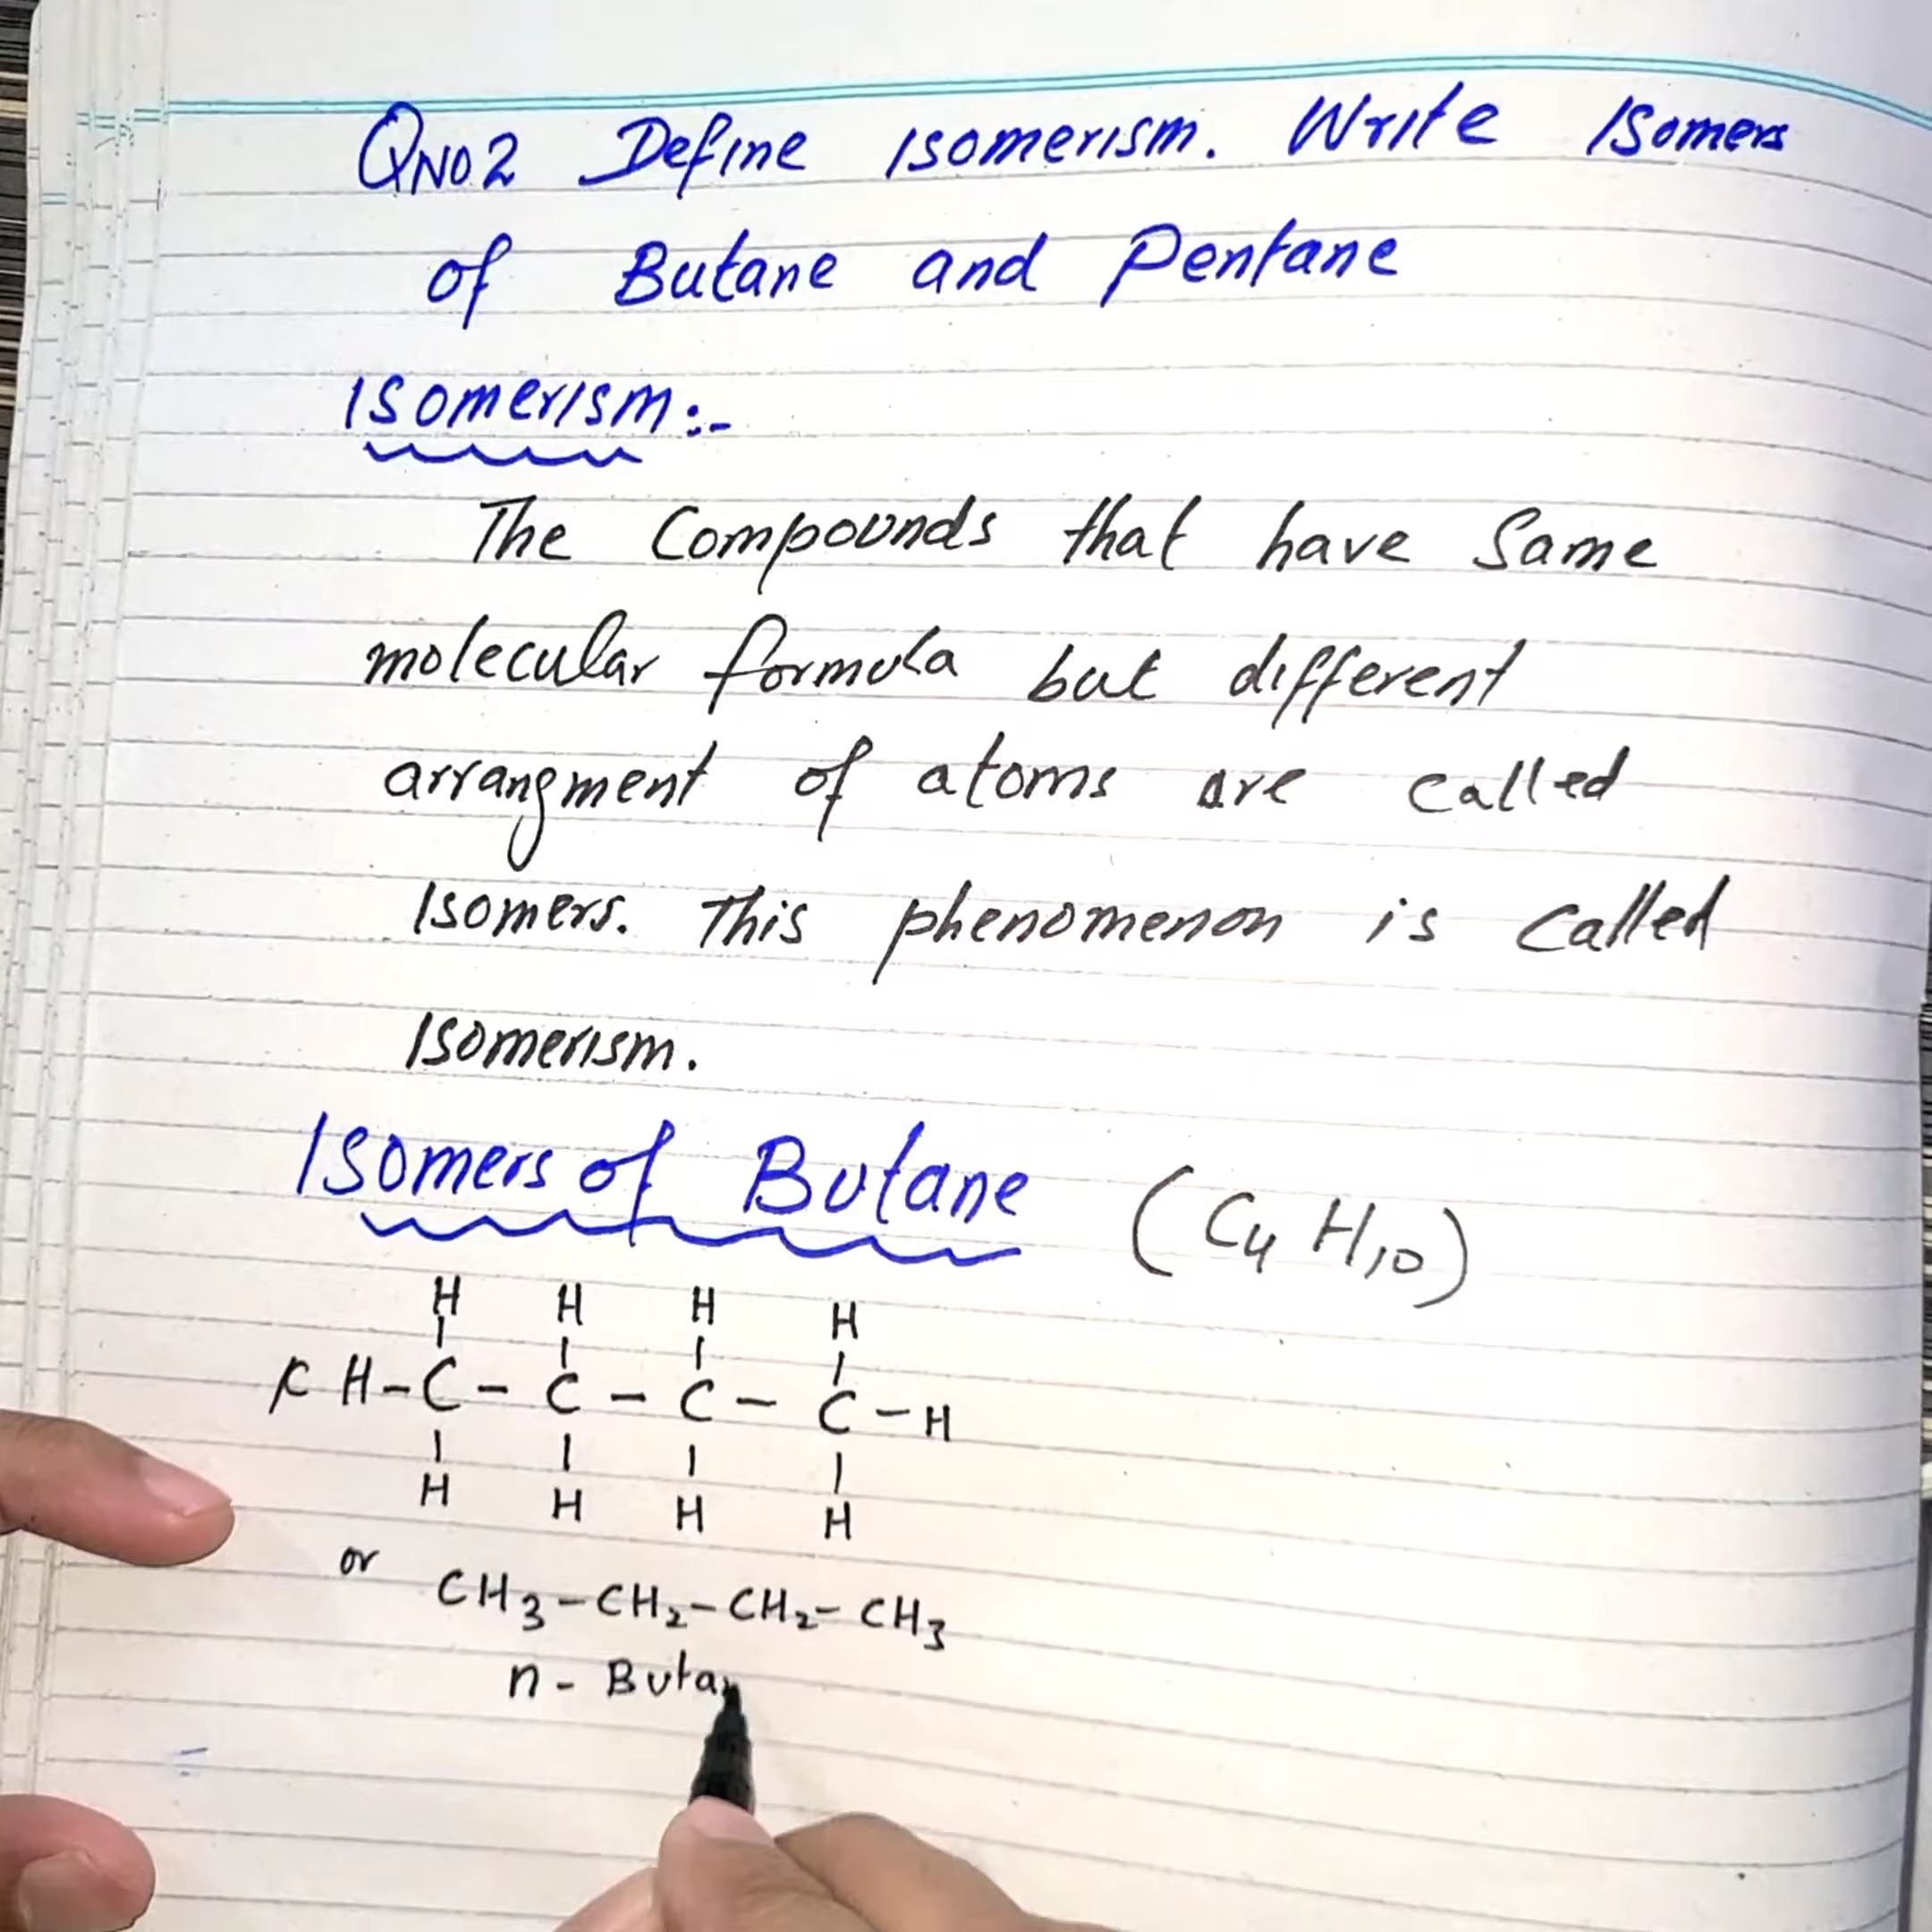 QNO2 Define isomerism. Write Isomers
of Butane and Pentane
Isomerism:-
The Compounds that have Same
molecular formula but different
arrangment of atoms are called
Isomers. This phenomenon is called
Isomerism.
Isomers of Butane (C4 H10)
H H H H
H-C-C-C-C-H
H H H H
or CH3-CH2-CH2-CH3
n- Butan